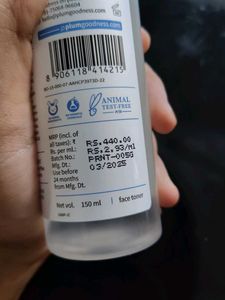 @plumgoodness.com
8 906118 414215
ANIMAL
TEST-FREE
MRP (incl. of
all taxes): ₹
Rs. per/ml.:
Batch No.:
Mfg. Dt.:
RS.440.00
RS.2.93/ml
PRNT-0055
03/2025
Use before
24 months
from Mfg. Dt.
Net vol. 150 ml | face toner